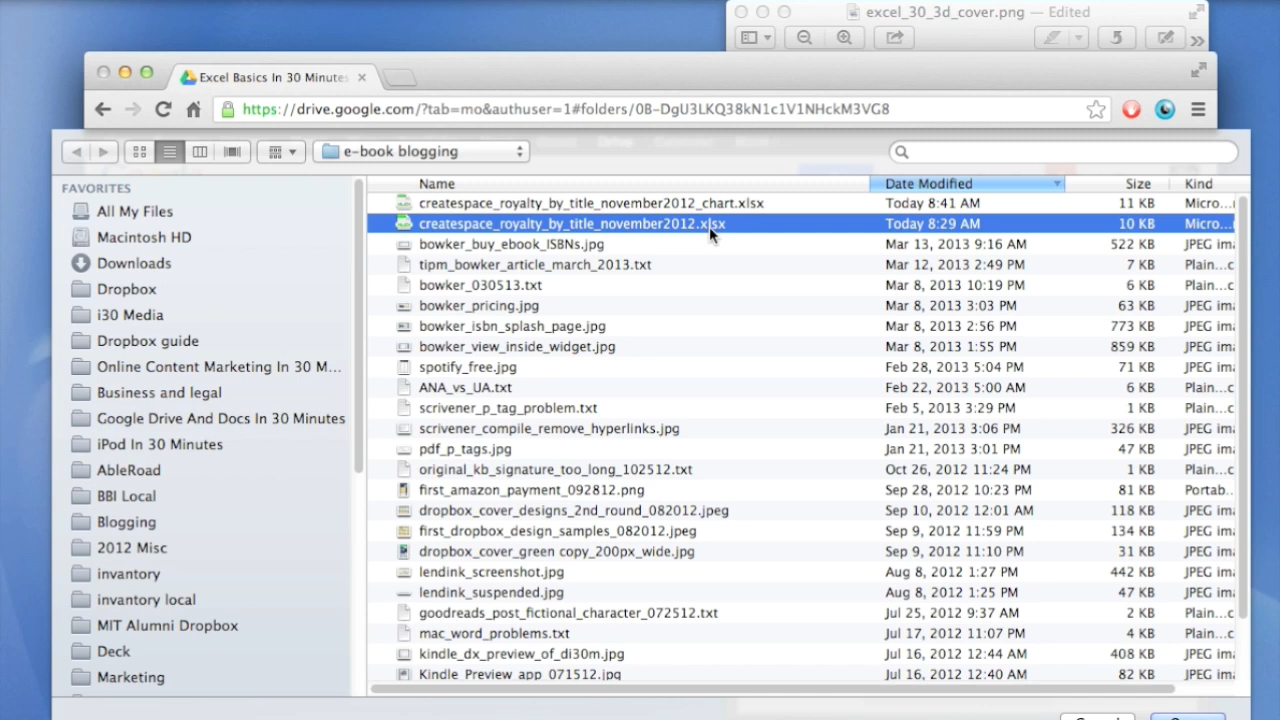 excel_30_3d_cover.png — Edited
Excel Basics In 30 Minutes
https://drive.google.com/?tab=mo&authuser=1#folders/0B-DgU3LKQ38kN1c1V1NHckM3VG8
e-book blogging
FAVORITES
All My Files
Macintosh HD
Downloads
Dropbox
i30 Media
Dropbox guide
Online Content Marketing In 30 M...
Business and legal
Google Drive And Docs In 30 Minutes
iPod In 30 Minutes
AbleRoad
BBI Local
Blogging
2012 Misc
invantory
invantory local
MIT Alumni Dropbox
Deck
Marketing
Name Date Modified Size Kind
createspace_royalty_by_title_november2012_chart.xlsx Today 8:41 AM 11 KB Micro...
createspace_royalty_by_title_november2012.xlsx Today 8:29 AM 10 KB Micro...
bowker_buy_ebook_ISBNs.jpg Mar 13, 2013 9:16 AM 522 KB JPEG ima
tipm_bowker_article_march_2013.txt Mar 12, 2013 2:49 PM 7 KB Plain...c
bowker_030513.txt Mar 8, 2013 10:19 PM 6 KB Plain...c
bowker_pricing.jpg Mar 8, 2013 3:03 PM 63 KB JPEG ima
bowker_isbn_splash_page.jpg Mar 8, 2013 2:56 PM 773 KB JPEG ima
bowker_view_inside_widget.jpg Mar 8, 2013 1:55 PM 859 KB JPEG ima
spotify_free.jpg Feb 28, 2013 5:04 PM 71 KB JPEG ima
ANA_vs_UA.txt Feb 22, 2013 5:00 AM 6 KB Plain...c
scrivener_p_tag_problem.txt Feb 5, 2013 3:29 PM 1 KB Plain...c
scrivener_compile_remove_hyperlinks.jpg Jan 21, 2013 3:06 PM 326 KB JPEG ima
pdf_p_tags.jpg Jan 21, 2013 3:01 PM 47 KB JPEG ima
original_kb_signature_too_long_102512.txt Oct 26, 2012 11:24 PM 1 KB Plain...c
first_amazon_payment_092812.png Sep 28, 2012 10:23 PM 81 KB Portab..
dropbox_cover_designs_2nd_round_082012.jpeg Sep 10, 2012 12:01 AM 118 KB JPEG ima
first_dropbox_design_samples_082012.jpeg Sep 9, 2012 11:59 PM 134 KB JPEG ima
dropbox_cover_green copy_200px_wide.jpg Sep 9, 2012 11:10 PM 31 KB JPEG ima
lendink_screenshot.jpg Aug 8, 2012 1:27 PM 442 KB JPEG ima
lendink_suspended.jpg Aug 8, 2012 1:25 PM 47 KB JPEG ima
goodreads_post_fictional_character_072512.txt Jul 25, 2012 9:37 AM 2 KB Plain...c
mac_word_problems.txt Jul 17, 2012 11:07 PM 4 KB Plain...c
kindle_dx_preview_of_di30m.jpg Jul 16, 2012 12:44 AM 408 KB JPEG ima
Kindle_Preview_app_071512.jpg Jul 16, 2012 12:40 AM 82 KB JPEG ima